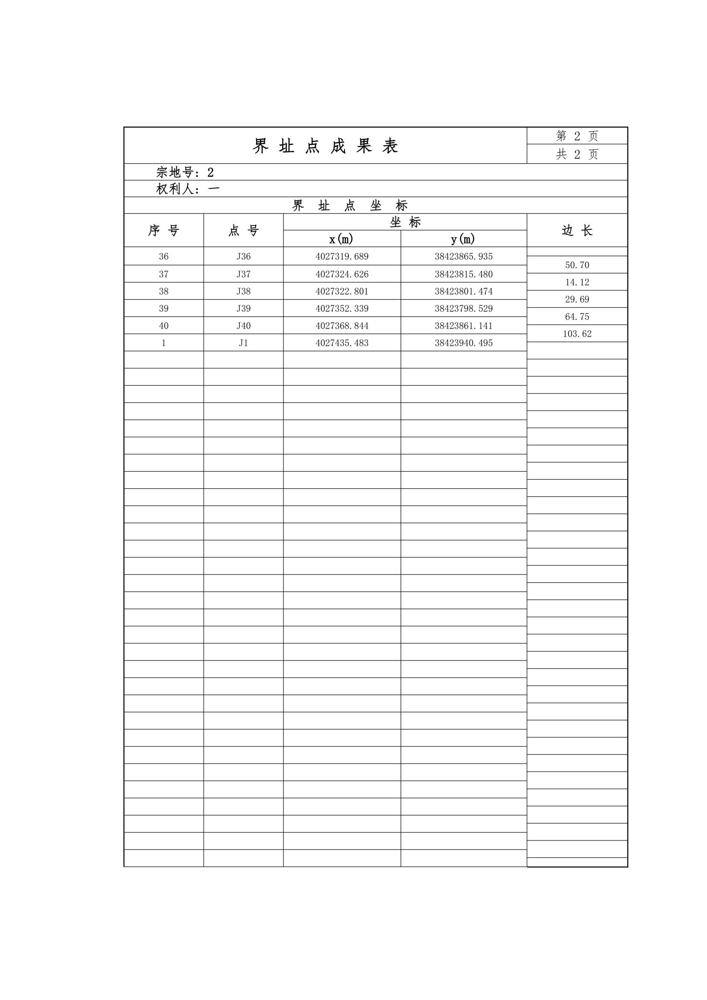 界 址 点 成 果 表
第 2 页
共 2 页
宗地号: 2
权利人: 一
界 址 点 坐 标
序 号 点 号 坐 标 边 长
x(m) y(m)
36 J36 4027319.689 38423865.935
50.70
37 J37 4027324.626 38423815.480
14.12
38 J38 4027322.801 38423801.474
29.69
39 J39 4027352.339 38423798.529
64.75
40 J40 4027368.844 38423861.141
103.62
1 J1 4027435.483 38423940.495